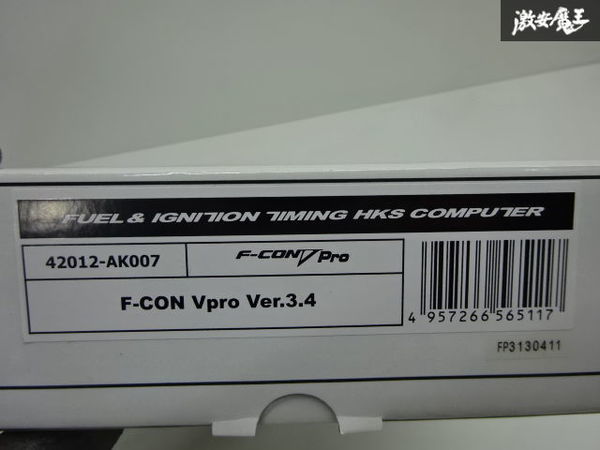 激安魔王
FUEL & IGNITION TIMING HKS COMPUTER
42012-AK007
F-CON V Pro
F-CON Vpro Ver.3.4
4 957266 565117
FP3130411